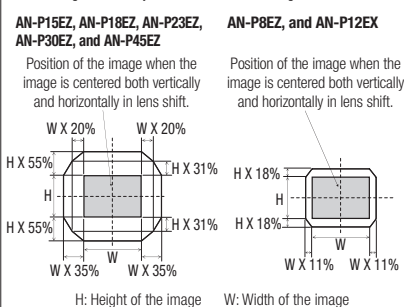 AN-P15EZ, AN-P18EZ, AN-P23EZ,
AN-P30EZ, and AN-P45EZ
Position of the image when the
image is centered both vertically
and horizontally in lens shift.
W X 20% W X 20%
H X 55% H X 31%
H
H X 55% H X 31%
W
W X 35% W X 35%
AN-P8EZ, and AN-P12EX
Position of the image when the
image is centered both vertically
and horizontally in lens shift.
H X 18%
H
H X 18%
W
W X 11% W X 11%
H: Height of the image W: Width of the image